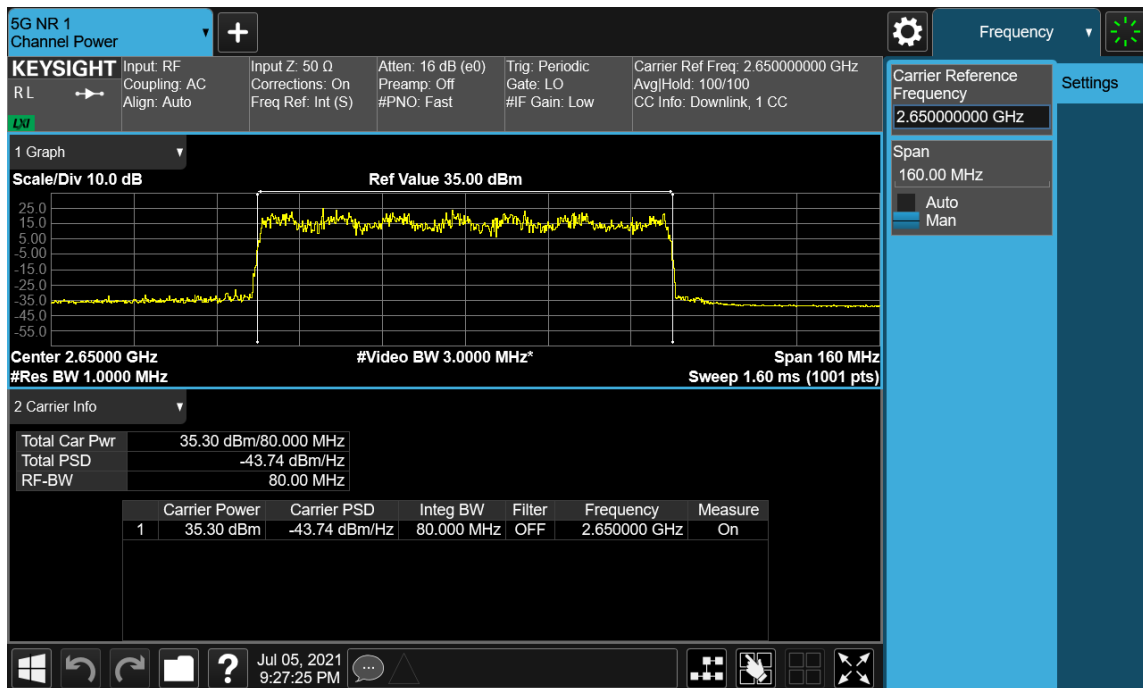 5G NR 1
Channel Power
+
Frequency
KEYSIGHT
R L
LXI
Input: RF
Coupling: AC
Align: Auto
Input Z: 50 Ω
Corrections: On
Freq Ref: Int (S)
Atten: 16 dB (e0)
Preamp: Off
#PNO: Fast
Trig: Periodic
Gate: LO
#IF Gain: Low
Carrier Ref Freq: 2.650000000 GHz
Avg|Hold: 100/100
CC Info: Downlink, 1 CC
Carrier Reference
Frequency
2.650000000 GHz
Settings
Span
160.00 MHz
Auto
Man
1 Graph
Scale/Div 10.0 dB
Ref Value 35.00 dBm
25.0
15.0
5.00
-5.00
-15.0
-25.0
-35.0
-45.0
-55.0
Center 2.65000 GHz
#Video BW 3.0000 MHz*
Span 160 MHz
#Res BW 1.0000 MHz
Sweep 1.60 ms (1001 pts)
2 Carrier Info
Total Car Pwr 35.30 dBm/80.000 MHz
Total PSD -43.74 dBm/Hz
RF-BW 80.00 MHz
Carrier Power Carrier PSD Integ BW Filter Frequency Measure
1 35.30 dBm -43.74 dBm/Hz 80.000 MHz OFF 2.650000 GHz On
?
Jul 05, 2021
9:27:25 PM